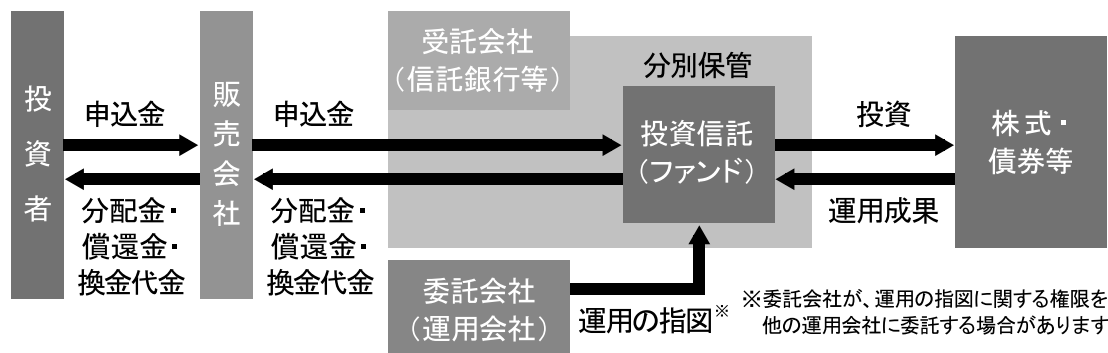 投資者
申込金
分配金・
償還金・
換金代金
販売会社
申込金
分配金・
償還金・
換金代金
受託会社
（信託銀行等）
分別保管
投資信託
（ファンド）
投資
運用成果
株式・
債券等
委託会社
（運用会社）
運用の指図※
※委託会社が、運用の指図に関する権限を
他の運用会社に委託する場合があります